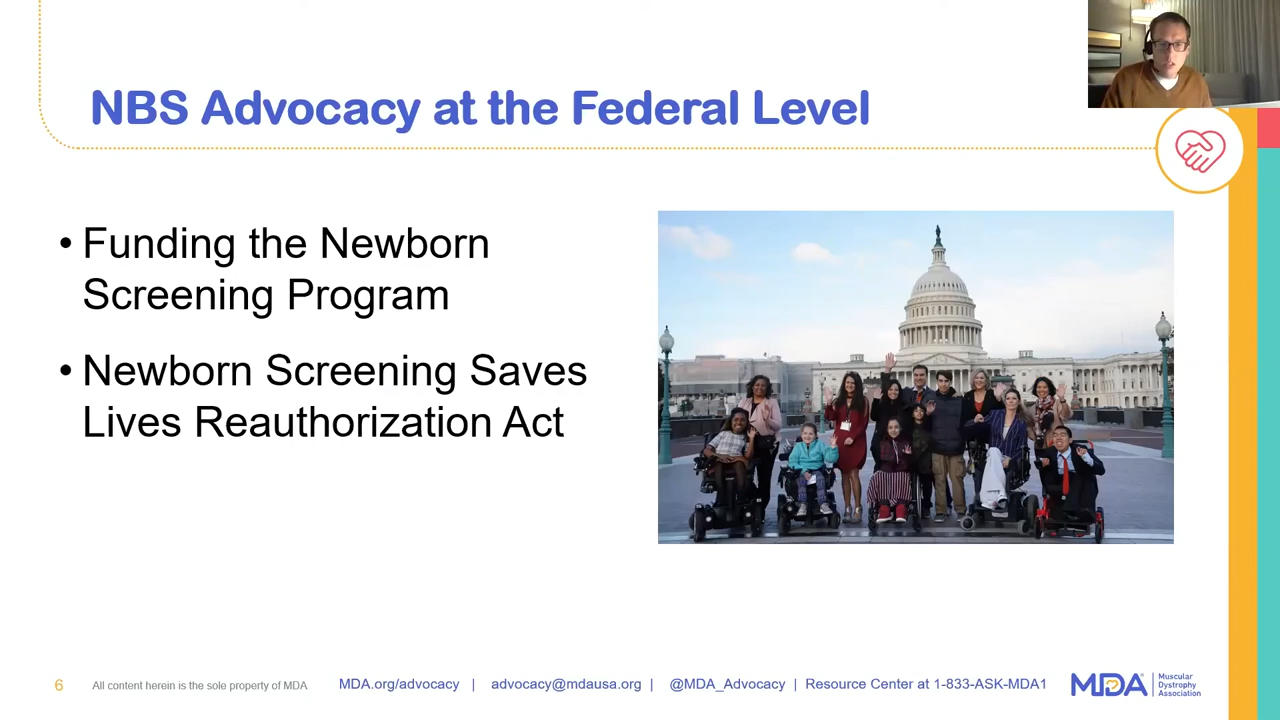 NBS Advocacy at the Federal Level
• Funding the Newborn
Screening Program
• Newborn Screening Saves
Lives Reauthorization Act
6
All content herein is the sole property of MDA
MDA.org/advocacy | advocacy@mdausa.org | @MDA_Advocacy | Resource Center at 1-833-ASK-MDA1
MDA
Muscular
Dystrophy
Association